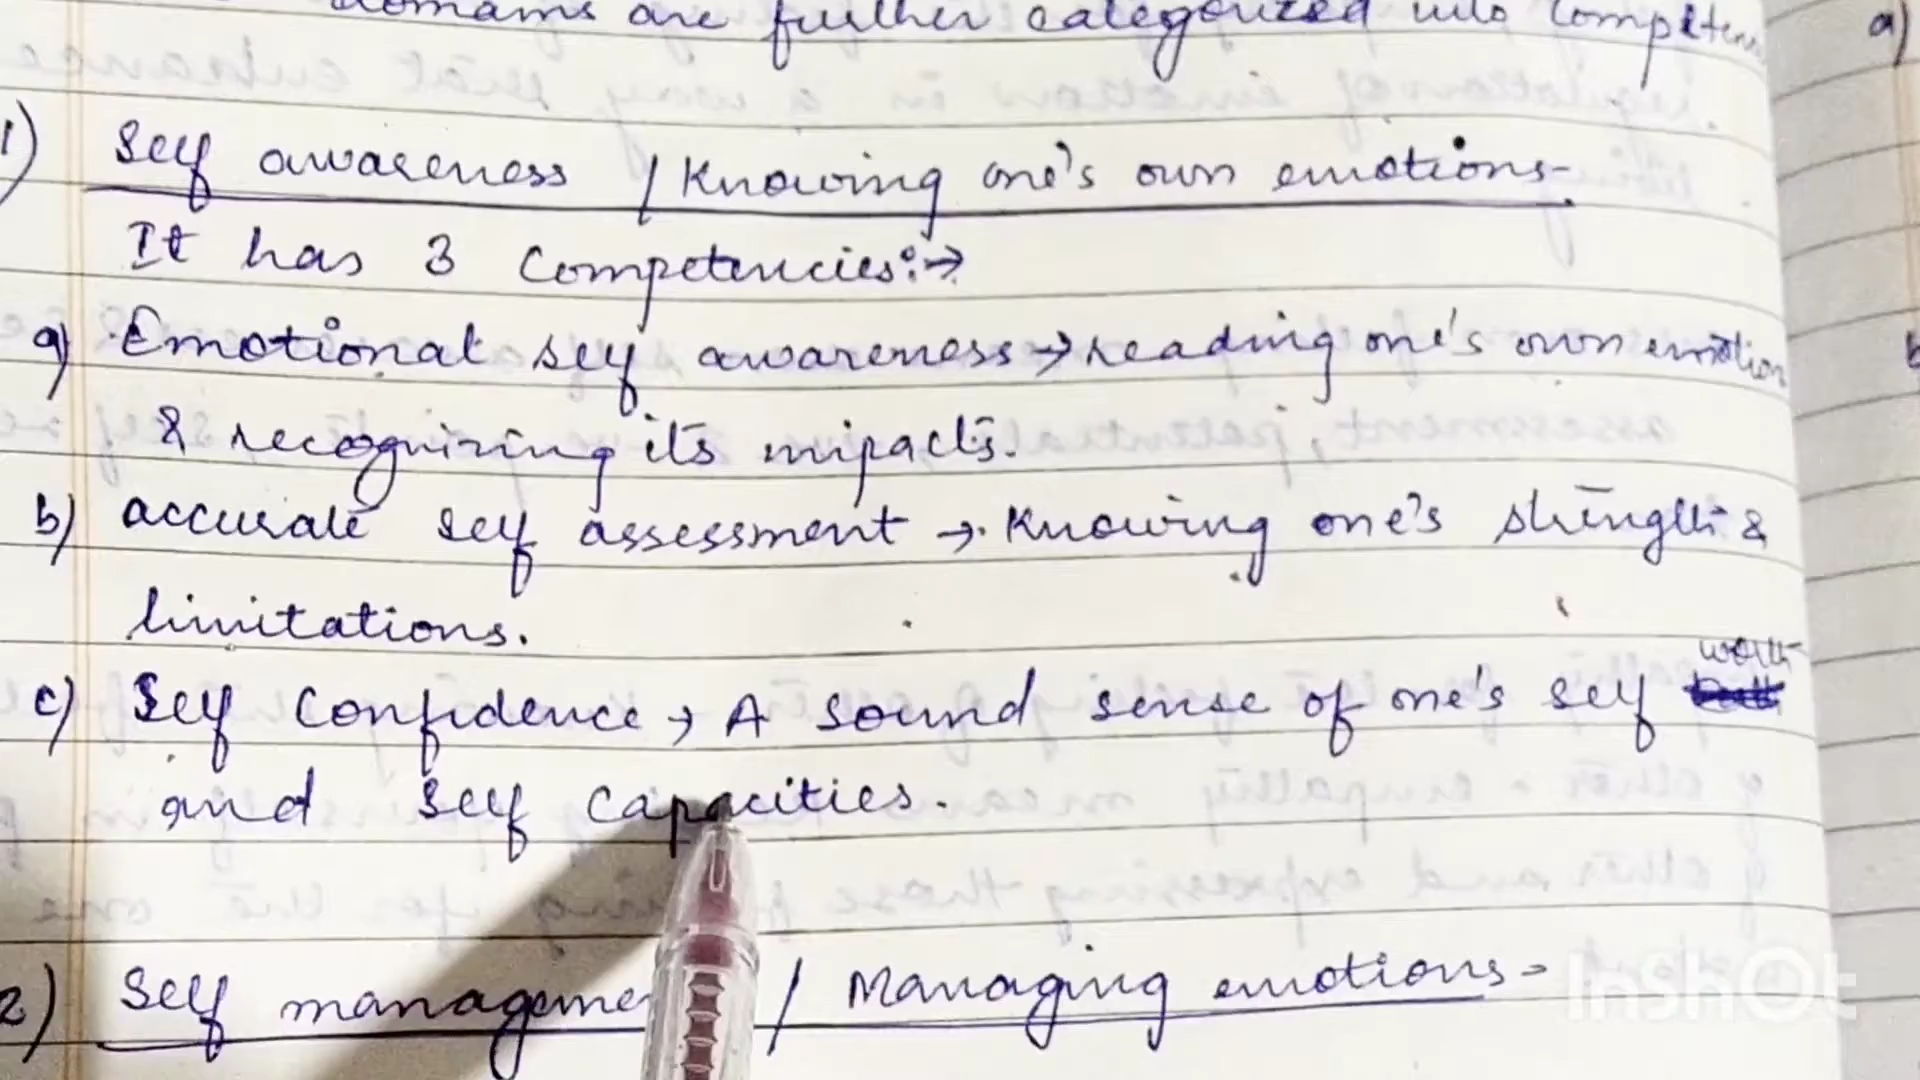 domains are further categorized into Competen
1) Self awareness / Knowing one's own emotions-
It has 3 Competencies:→
a) Emotional self awareness → reading one's own emotion
& recognizing its impacts.
b) accurate self assessment → Knowing one's strength &
limitations.
worth
c) Self Confidence → A sound sense of one's self
and self capacities.
2) Self managemen / Managing emotions-
InShOt
a)
b